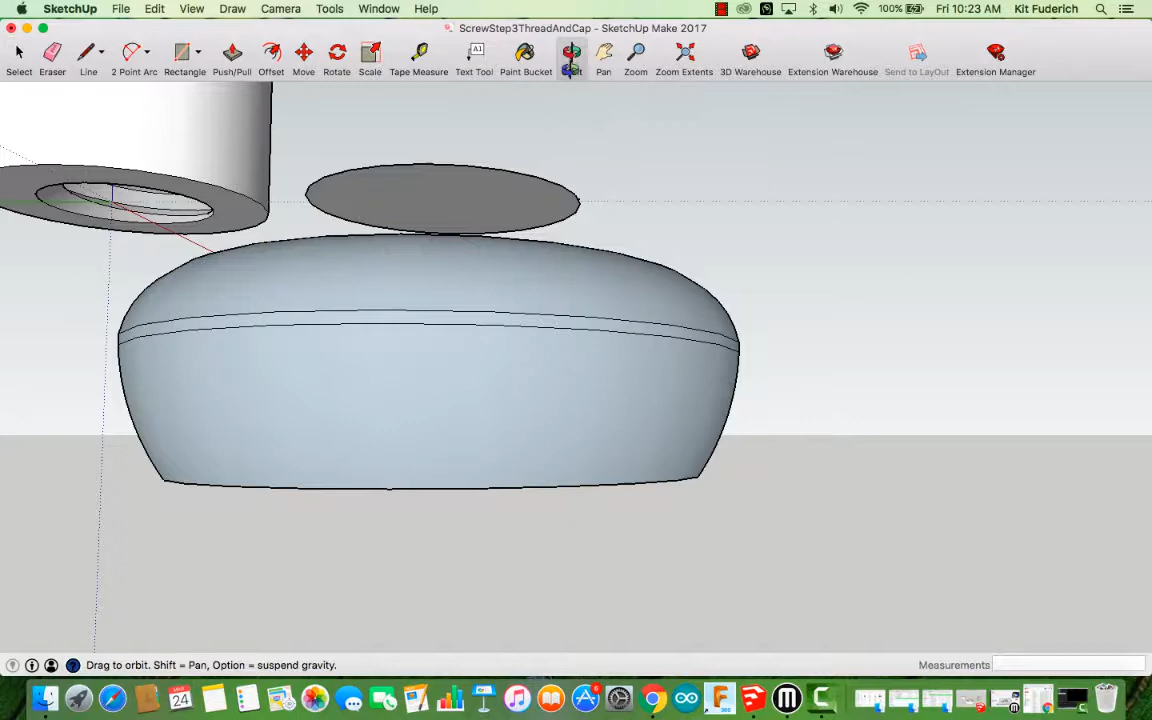 SketchUp File Edit View Draw Camera Tools Window Help 100% Fri 10:23 AM Kit Fuderich
ScrewStep3ThreadAndCap - SketchUp Make 2017
A1
Select Eraser Line 2 Point Arc Rectangle Push/Pull Offset Move Rotate Scale Tape Measure Text Tool Paint Bucket Pan Zoom Zoom Extents 3D Warehouse Extension Warehouse Send to LayOut Extension Manager
Drag to orbit. Shift = Pan, Option = suspend gravity. Measurements
24